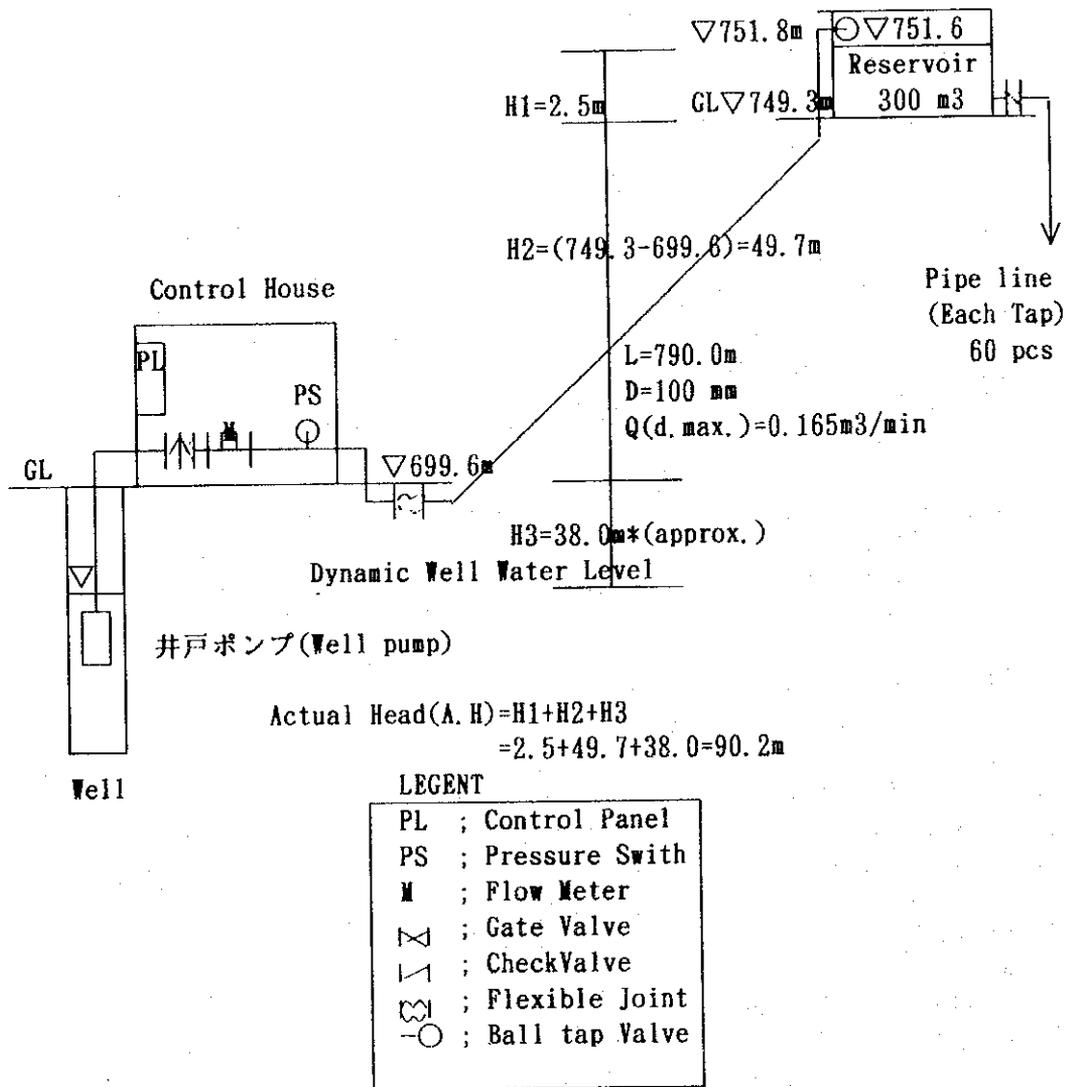 ▽751.8m
▽751.6
Reservoir
300 m3
H1=2.5m
GL▽749.3m
H2=(749.3-699.6)=49.7m
Control House
Pipe line
(Each Tap)
60 pcs
PL
PS
M
L=790.0m
D=100 mm
Q(d.max.)=0.165m3/min
GL
▽699.6m
H3=38.0m*(approx.)
Dynamic Well Water Level
▽
井戸ポンプ(Well pump)
Actual Head(A.H)=H1+H2+H3
=2.5+49.7+38.0=90.2m
Well
LEGENT
PL ; Control Panel
PS ; Pressure Swith
M ; Flow Meter
; Gate Valve
; CheckValve
; Flexible Joint
; Ball tap Valve